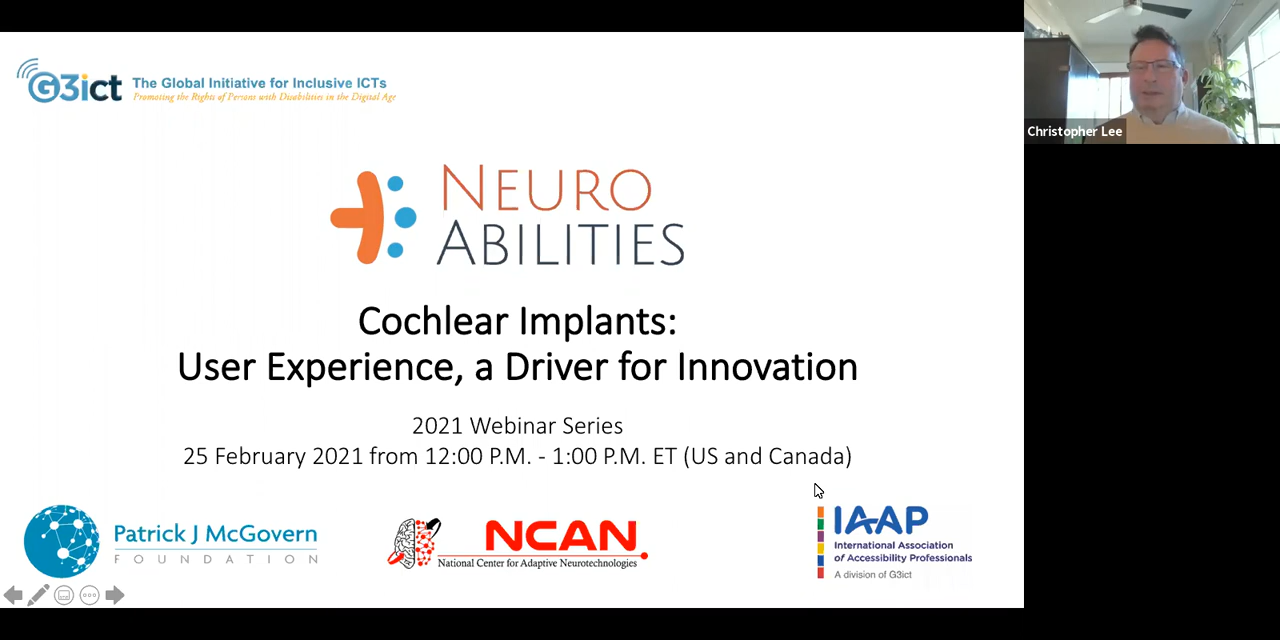 G3ict The Global Initiative for Inclusive ICTs
Promoting the Rights of Persons with Disabilities in the Digital Age
Christopher Lee
NEURO
ABILITIES
Cochlear Implants:
User Experience, a Driver for Innovation
2021 Webinar Series
25 February 2021 from 12:00 P.M. - 1:00 P.M. ET (US and Canada)
Patrick J McGovern
FOUNDATION
NCAN
National Center for Adaptive Neurotechnologies
IAAP
International Association
of Accessibility Professionals
A division of G3ict